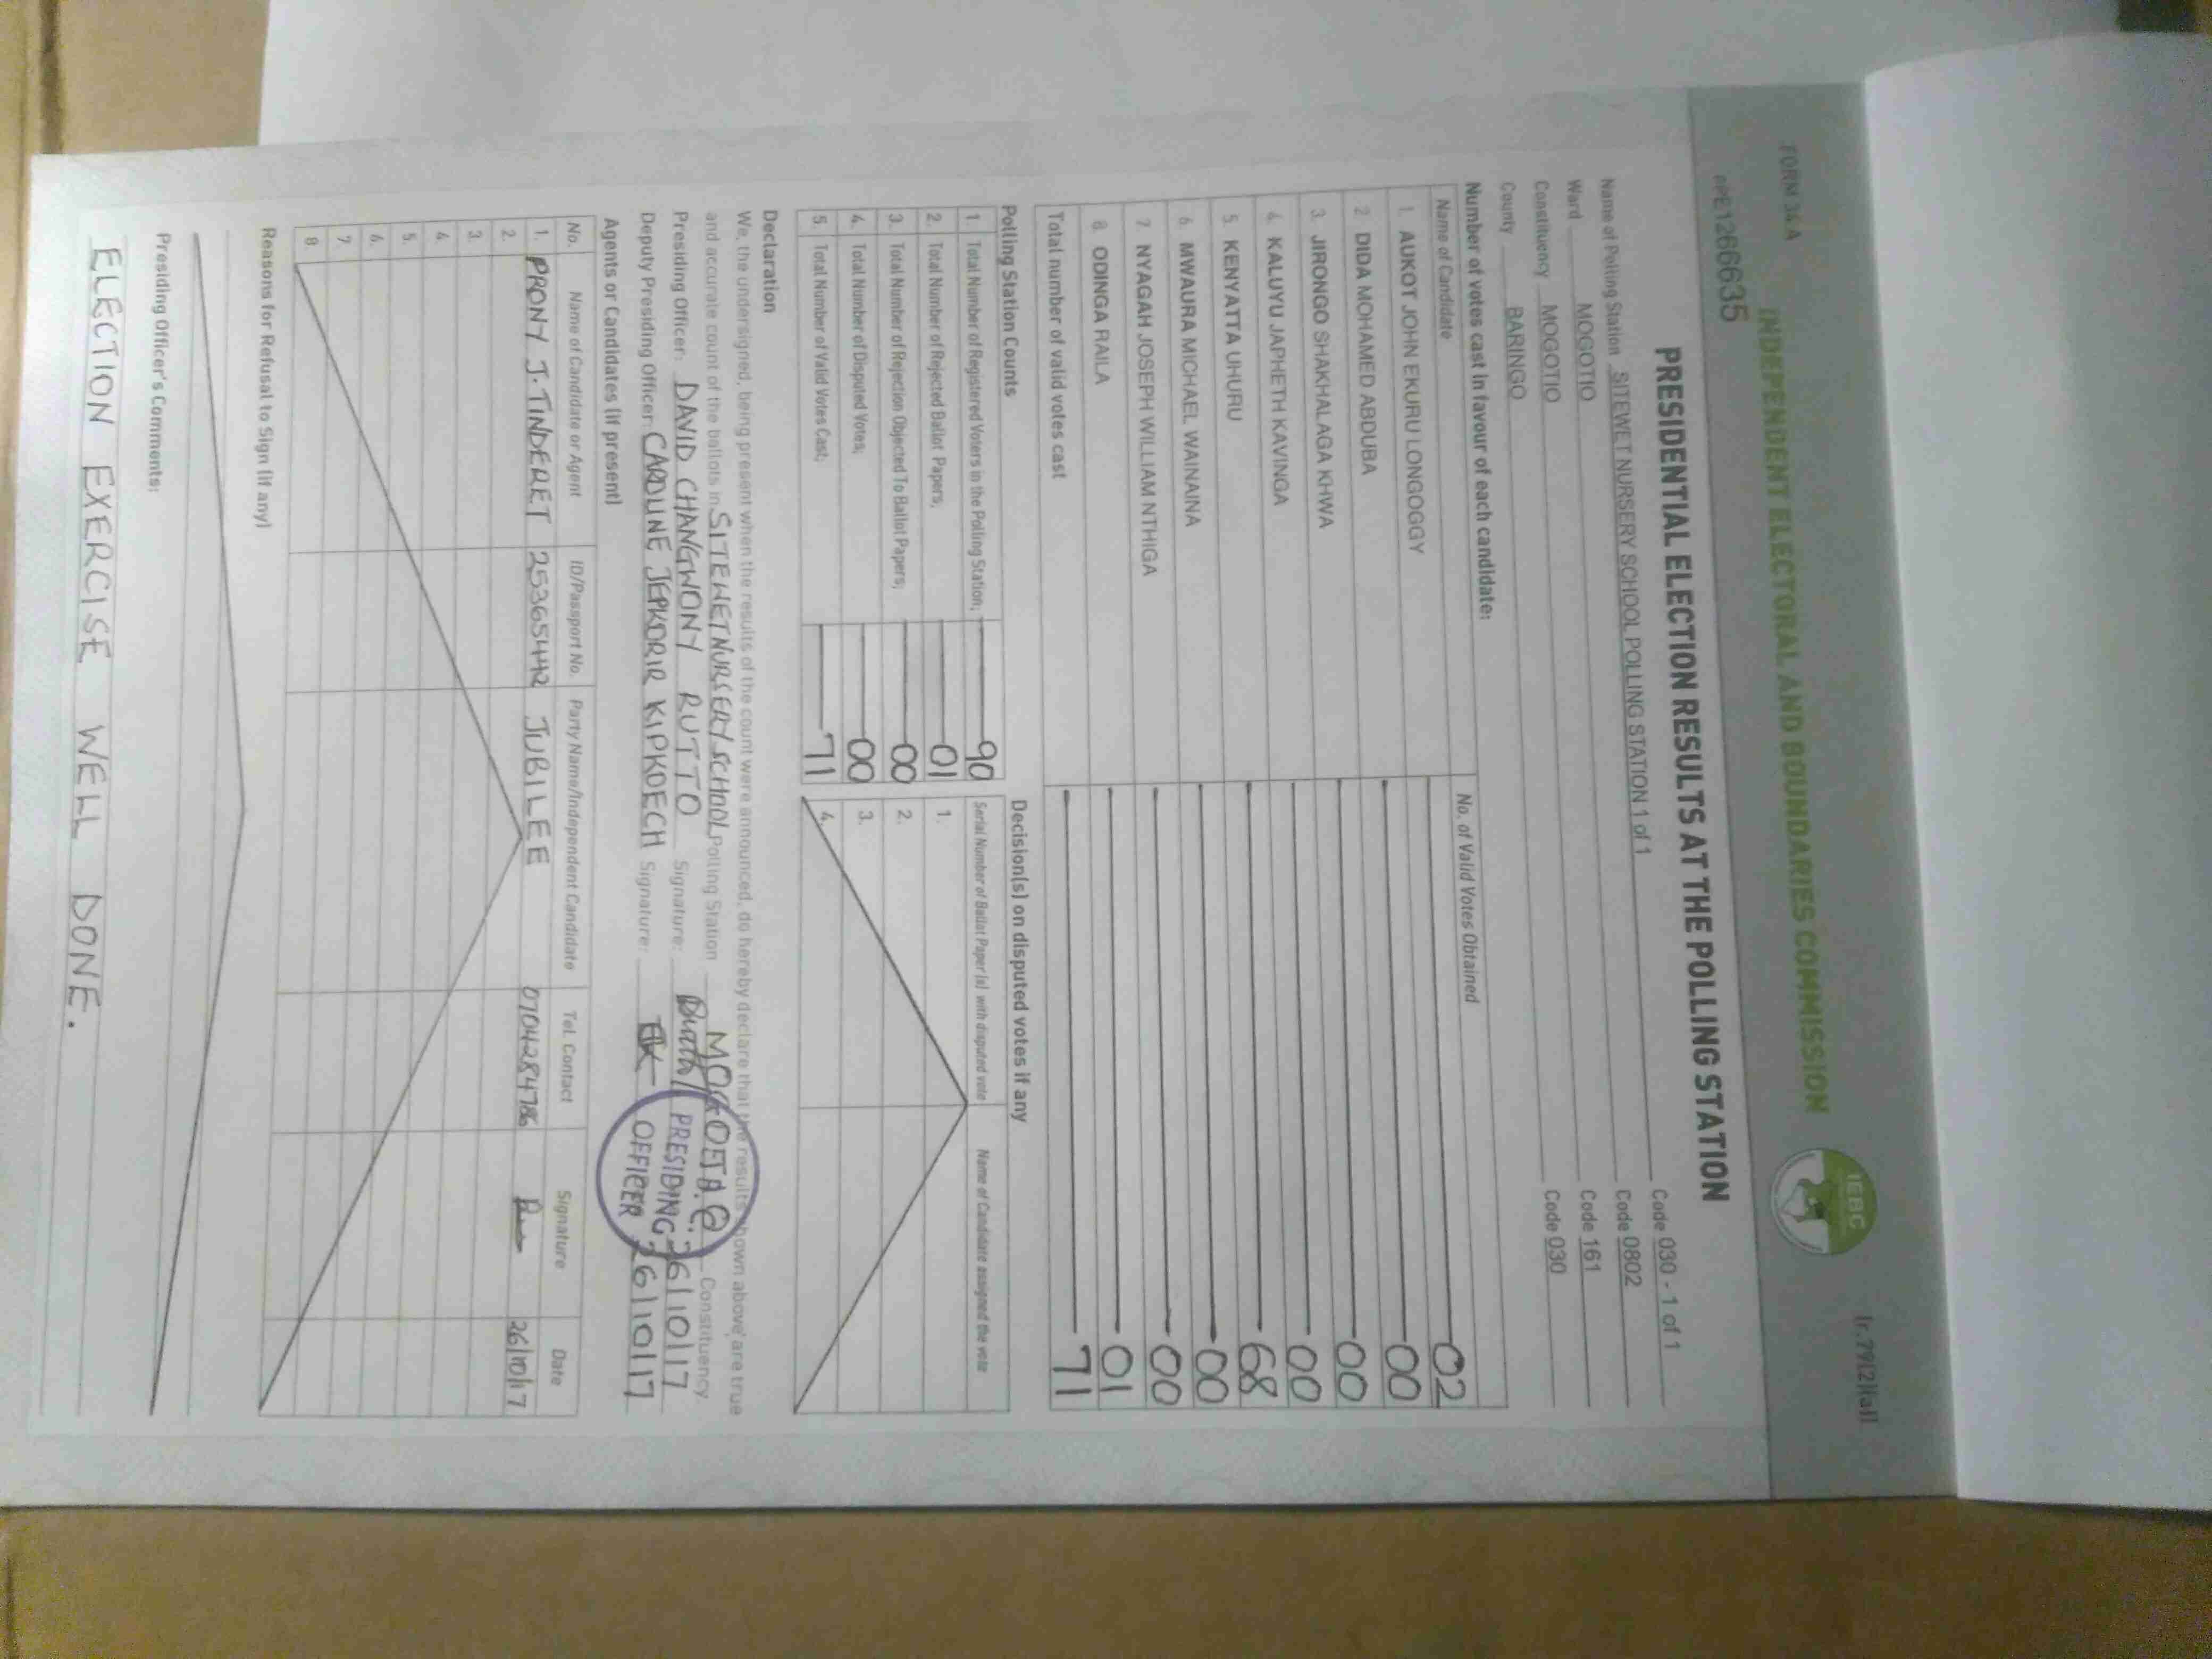 FORM 34A
(r.79(2)(a))
INDEPENDENT ELECTORAL AND BOUNDARIES COMMISSION
IEBC
PRESIDENTIAL ELECTION RESULTS AT THE POLLING STATION
Name of Polling Station SITEWET NURSERY SCHOOL POLLING STATION 1 of 1 Code 030 - 1 of 1
Code 0802
Ward MOGOTIO Code 161
Constituency MOGOTIO Code 030
County BARINGO
Number of votes cast in favour of each candidate:
Name of Candidate No. of Valid Votes Obtained
1. AUKOT JOHN EKURU LONGOGGY 02
2. DIDA MOHAMED ABDUBA 00
3. JIRONGO SHAKHALAGA KHWA 00
4. KALUYU JAPHETH KAVINGA 00
5. KENYATTA UHURU 68
6. MWAURA MICHAEL WAINAINA 00
7. NYAGAH JOSEPH WILLIAM NTHIGA 00
8. ODINGA RAILA 01
Total number of valid votes cast 71
Polling Station Counts
1. Total Number of Registered Voters in the Polling Station; 90
2. Total Number of Rejected Ballot Papers; 01
3. Total Number of Rejection Objected To Ballot Papers; 00
4. Total Number of Disputed Votes; 00
5. Total Number of Valid Votes Cast; 71
Decision(s) on disputed votes if any
Serial Number of Ballot Paper(s) with disputed vote Name of Candidate assigned the vote
1.
2.
3.
4.
Declaration
We, the undersigned, being present when the results of the count were announced, do hereby declare that the results shown above are true
and accurate count of the ballots in SITEWET NURSERY SCHOOL Polling Station Constituency.
Presiding Officer: DAVID CHANGWONY RUTTO Signature: 26/10/17
Deputy Presiding Officer: CAROLINE JEPKORIR KIPKOECH Signature: 26/10/17
PRESIDING
OFFICER
Agents or Candidates (if present)
No. Name of Candidate or Agent ID/Passport No. Party Name/Independent Candidate Tel. Contact Signature Date
1. PRONY J. TINDERET 25365442 JUBILEE 0704284786 26/10/17
2.
3.
4.
5.
6.
7.
8.
Reasons for Refusal to Sign (if any)
Presiding Officer's Comments:
ELECTION EXERCISE WELL DONE.